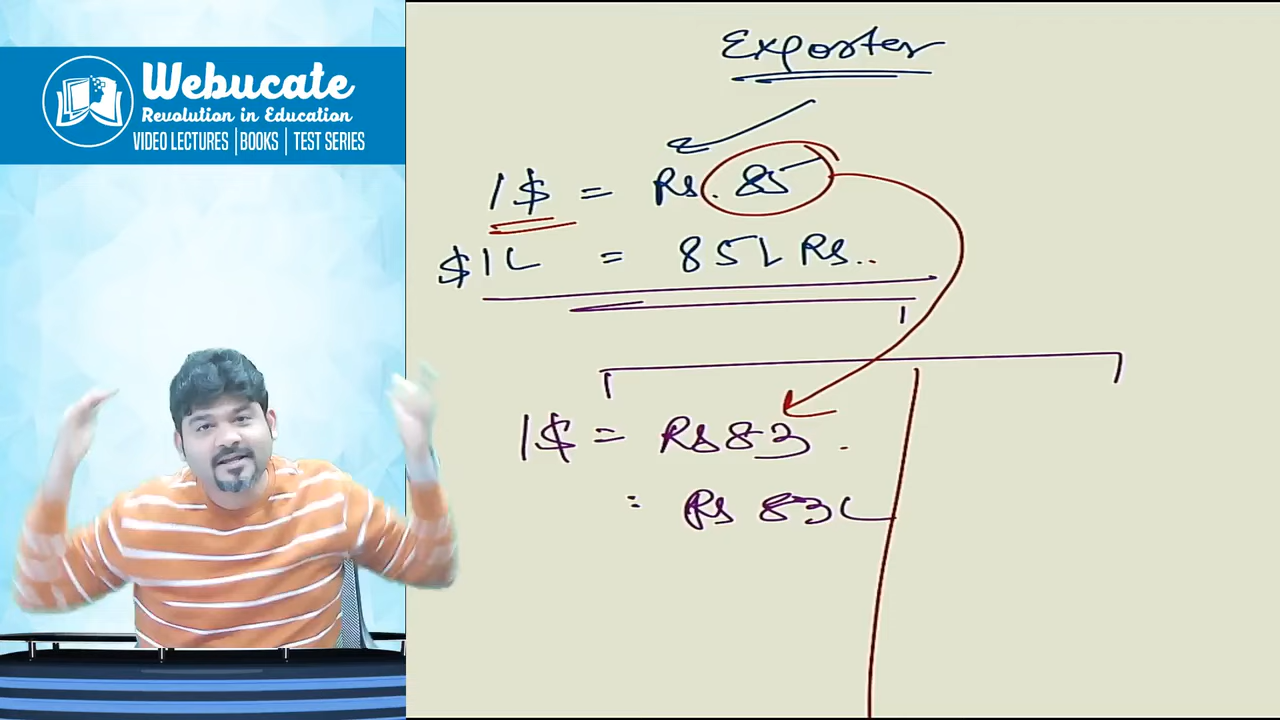 Webucate
Revolution in Education
VIDEO LECTURES | BOOKS | TEST SERIES
Exporter
1$ = Rs. 85
$1L = 85L Rs..
1$ = Rs 83.
: Rs 83L